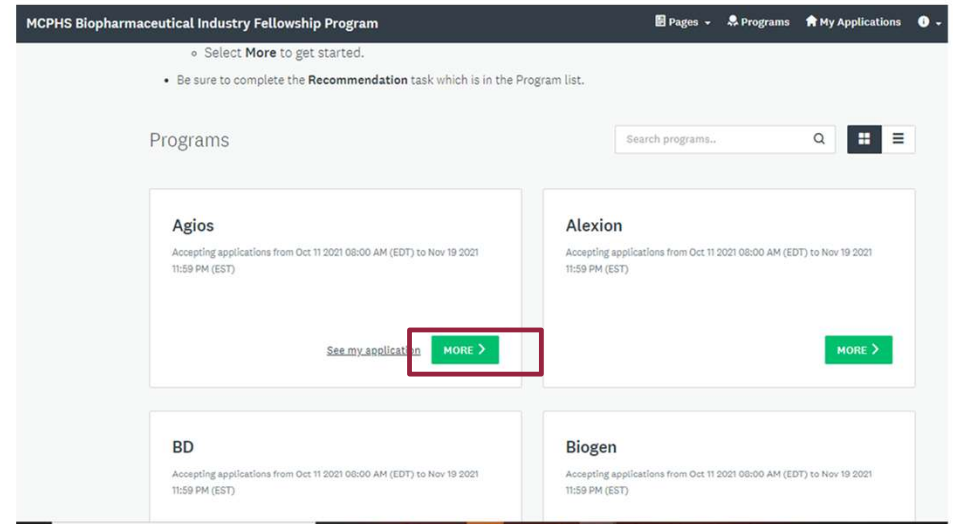 MCPHS Biopharmaceutical Industry Fellowship Program
Pages
Programs
My Applications
Select More to get started.
Be sure to complete the Recommendation task which is in the Program list.
Programs
Search programs..
Agios
Accepting applications from Oct 11 2021 08:00 AM (EDT) to Nov 19 2021
11:59 PM (EST)
See my application
MORE
Alexion
Accepting applications from Oct 11 2021 08:00 AM (EDT) to Nov 19 2021
11:59 PM (EST)
MORE
BD
Accepting applications from Oct 11 2021 08:00 AM (EDT) to Nov 19 2021
11:59 PM (EST)
Biogen
Accepting applications from Oct 11 2021 08:00 AM (EDT) to Nov 19 2021
11:59 PM (EST)